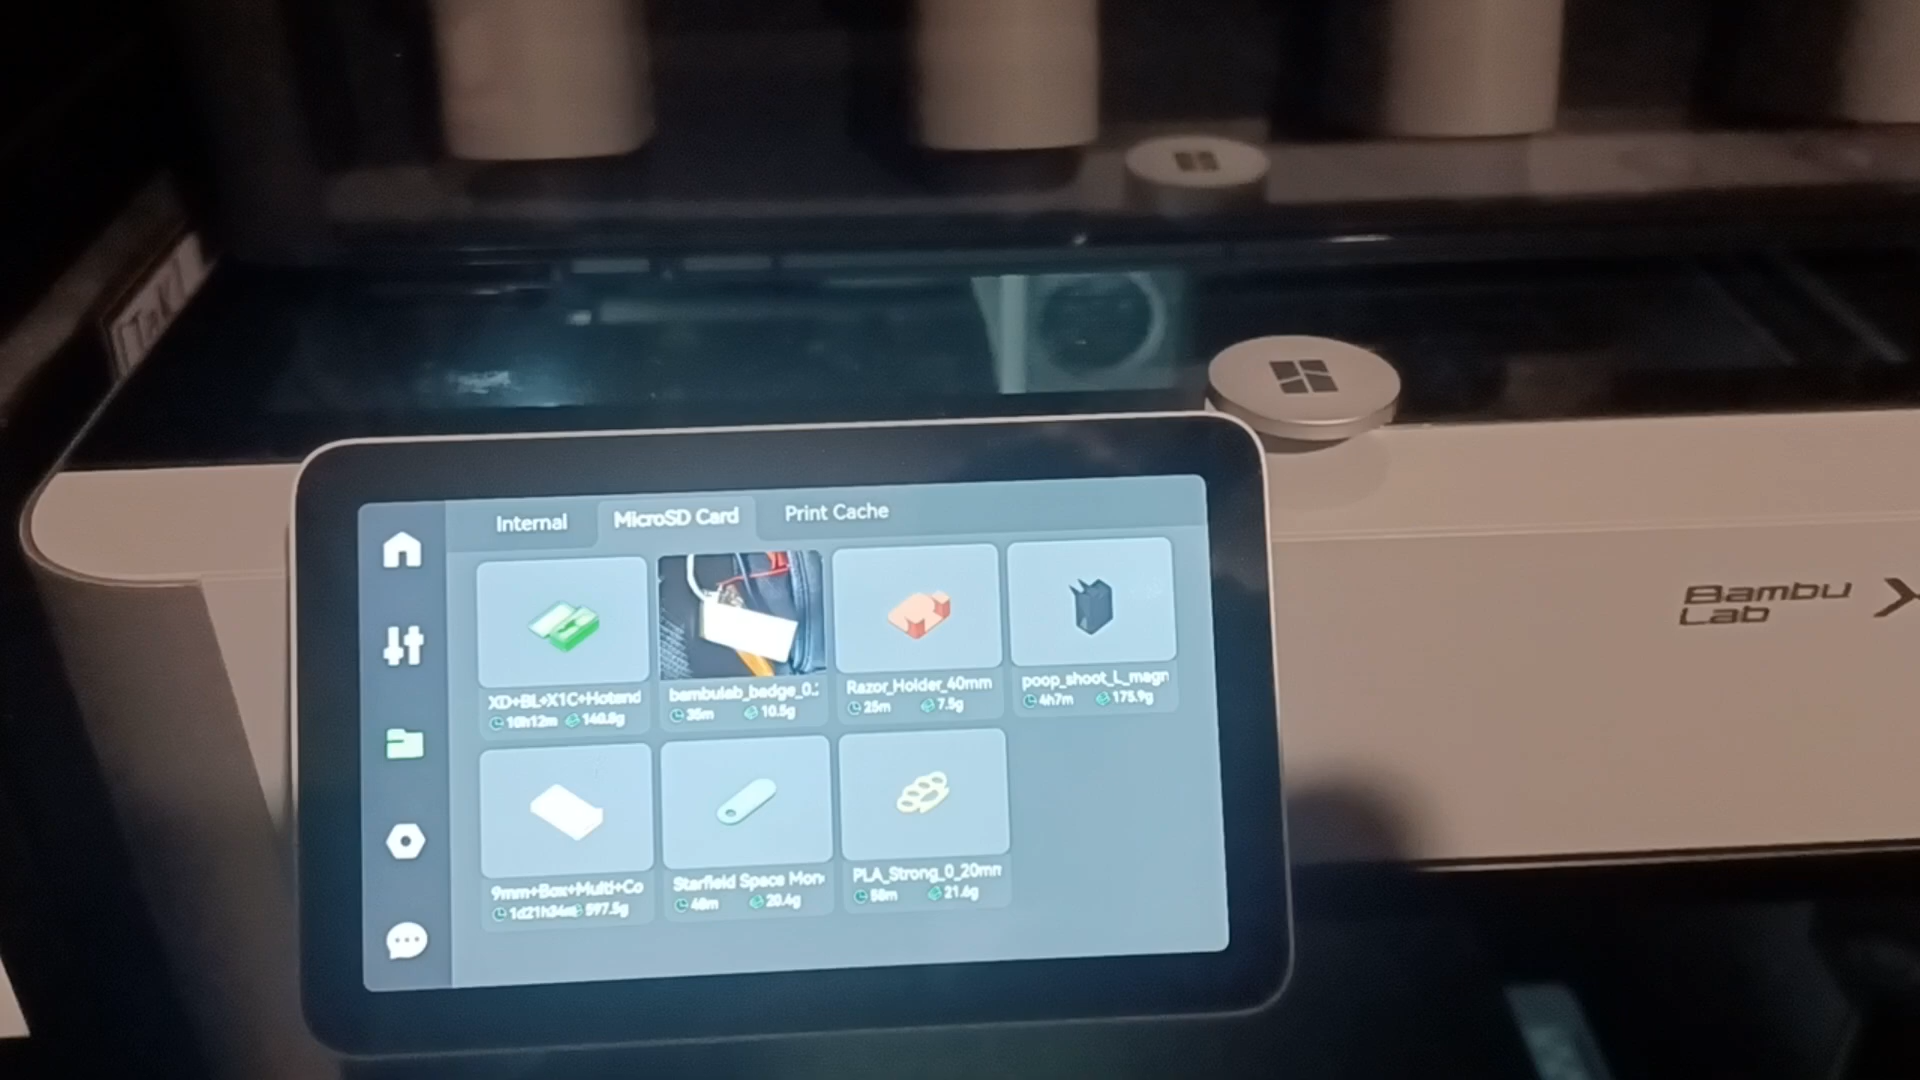 Internal
MicroSD Card
Print Cache
XD+BL+X1C+Hotend
10h12m 140.8g
bambulab_badge_0.
35m 10.5g
Razor_Holder_40mm
25m 7.5g
poop_shoot_L_magn
4h7m 175.9g
9mm+Box+Multi+Co
1d21h34m 597.5g
Starfield Space Mon
48m 20.4g
PLA_Strong_0_20mm
58m 21.6g
Bambu
Lab